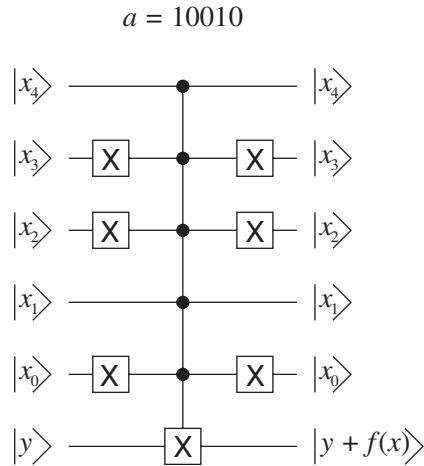 a = 10010
|x₄⟩ |x₄⟩
|x₃⟩ X X |x₃⟩
|x₂⟩ X X |x₂⟩
|x₁⟩ |x₁⟩
|x₀⟩ X X |x₀⟩
|y⟩ X |y + f(x)⟩